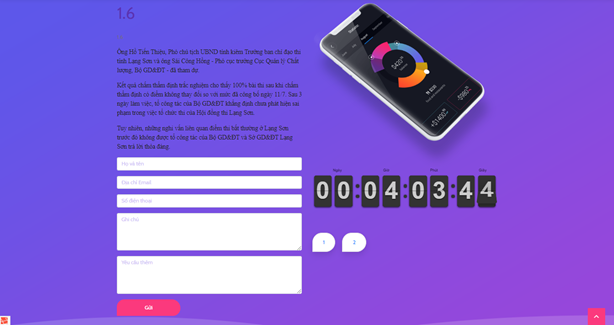 1.6
Ông Hồ Tiến Thiệu, Phó chủ tịch UBND tỉnh kiêm Trưởng ban chỉ đạo thi
tỉnh Lạng Sơn và ông Sái Công Hồng - Phó cục trưởng Cục Quản lý Chất
lượng, Bộ GD&ĐT - đã tham dự.
Kết quả chấm thẩm định trắc nghiệm cho thấy 100% bài thi sau khi chấm
thẩm định có điểm không thay đổi so với mức đã công bố ngày 11-7. Sau 3
ngày làm việc, tổ công tác của Bộ GD&ĐT khẳng định chưa phát hiện sai
phạm trong việc tổ chức thi của Hội đồng thi Lạng Sơn.
Tuy nhiên, những nghi vấn liên quan điểm thi bất thường ở Lạng Sơn
trước đó không được tổ công tác của Bộ GD&ĐT và Sở GD&ĐT Lạng
Sơn trả lời thỏa đáng.
Họ và tên
Địa chỉ Email
Số điện thoại
Ghi chú
Yêu cầu thêm
Gửi
Ngày Giờ Phút Giây
00:04:03:44
1 2